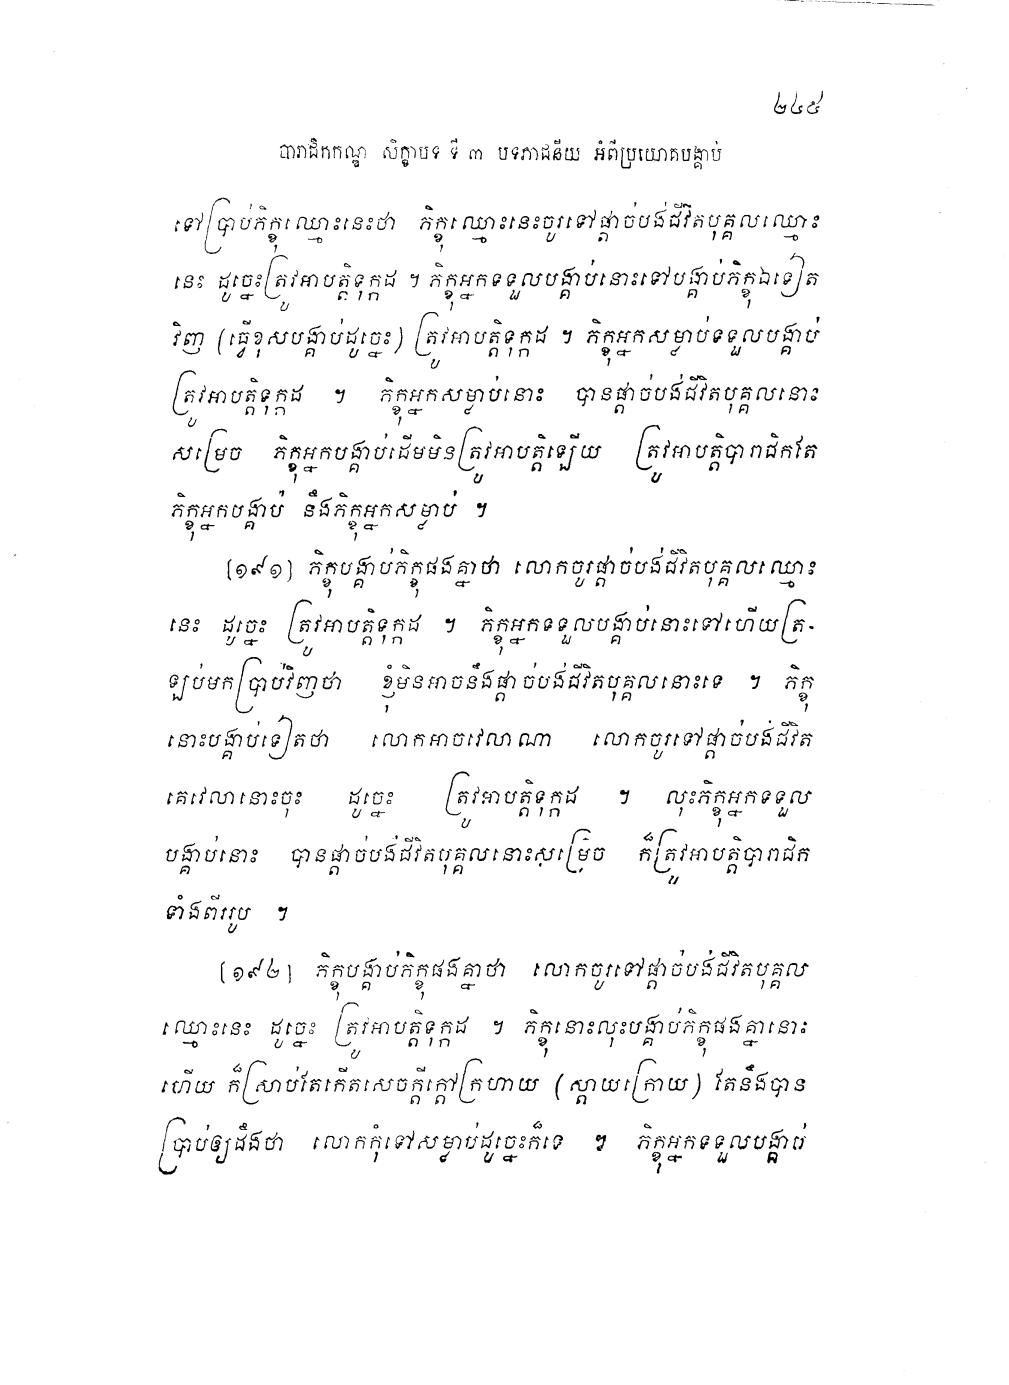 ២៤៥
បារាជិកកណ្ឌ សិក្ខាបទ ទី ៣ បទភាជនីយ អំពីប្រយោគបង្គាប់
ទៅប្រាប់ភិក្ខុឈ្មោះនេះថា ភិក្ខុឈ្មោះនេះចូរទៅផ្តាច់បង់ជីវិតបុគ្គលឈ្មោះ
នេះ ដូច្នេះត្រូវអាបត្តិទុក្កដ ។ ភិក្ខុអ្នកទទួលបង្គាប់នោះទៅបង្គាប់ភិក្ខុឯទៀត
វិញ (ធ្វើខុសបង្គាប់ដូច្នេះ) ត្រូវអាបត្តិទុក្កដ ។ ភិក្ខុអ្នកសម្លាប់ទទួលបង្គាប់
ត្រូវអាបត្តិទុក្កដ ។ ភិក្ខុអ្នកសម្លាប់នោះ បានផ្តាច់បង់ជីវិតបុគ្គលនោះ
សម្រេច ភិក្ខុអ្នកបង្គាប់ដើមមិនត្រូវអាបត្តិឡើយ ត្រូវអាបត្តិបារាជិកតែ
ភិក្ខុអ្នកបង្គាប់ នឹងភិក្ខុអ្នកសម្លាប់ ។
[១៩១] ភិក្ខុបង្គាប់ភិក្ខុផងគ្នាថា លោកចូរផ្តាច់បង់ជីវិតបុគ្គលឈ្មោះ
នេះ ដូច្នេះ ត្រូវអាបត្តិទុក្កដ ។ ភិក្ខុអ្នកទទួលបង្គាប់នោះទៅហើយត្រ-
ឡប់មកប្រាប់វិញថា ខ្ញុំមិនអាចនឹងផ្តាច់បង់ជីវិតបុគ្គលនោះទេ ។ ភិក្ខុ
នោះបង្គាប់ទៀតថា លោកអាចវេលាណា លោកចូរទៅផ្តាច់បង់ជីវិត
គេវេលានោះចុះ ដូច្នេះ ត្រូវអាបត្តិទុក្កដ ។ លុះភិក្ខុអ្នកទទួល
បង្គាប់នោះ បានផ្តាច់បង់ជីវិតបុគ្គលនោះសម្រេច ក៏ត្រូវអាបត្តិបារាជិក
ទាំងពីររូប ។
[១៩២] ភិក្ខុបង្គាប់ភិក្ខុផងគ្នាថា លោកចូរទៅផ្តាច់បង់ជីវិតបុគ្គល
ឈ្មោះនេះ ដូច្នេះ ត្រូវអាបត្តិទុក្កដ ។ ភិក្ខុនោះលុះបង្គាប់ភិក្ខុផងគ្នានោះ
ហើយ ក៏ស្រាប់តែកើតសេចក្តីក្តៅក្រហាយ (ស្តាយក្រោយ) តែនឹងបាន
ប្រាប់ឲ្យដឹងថា លោកកុំទៅសម្លាប់ដូច្នេះក៏ទេ ។ ភិក្ខុអ្នកទទួលបង្គាប់